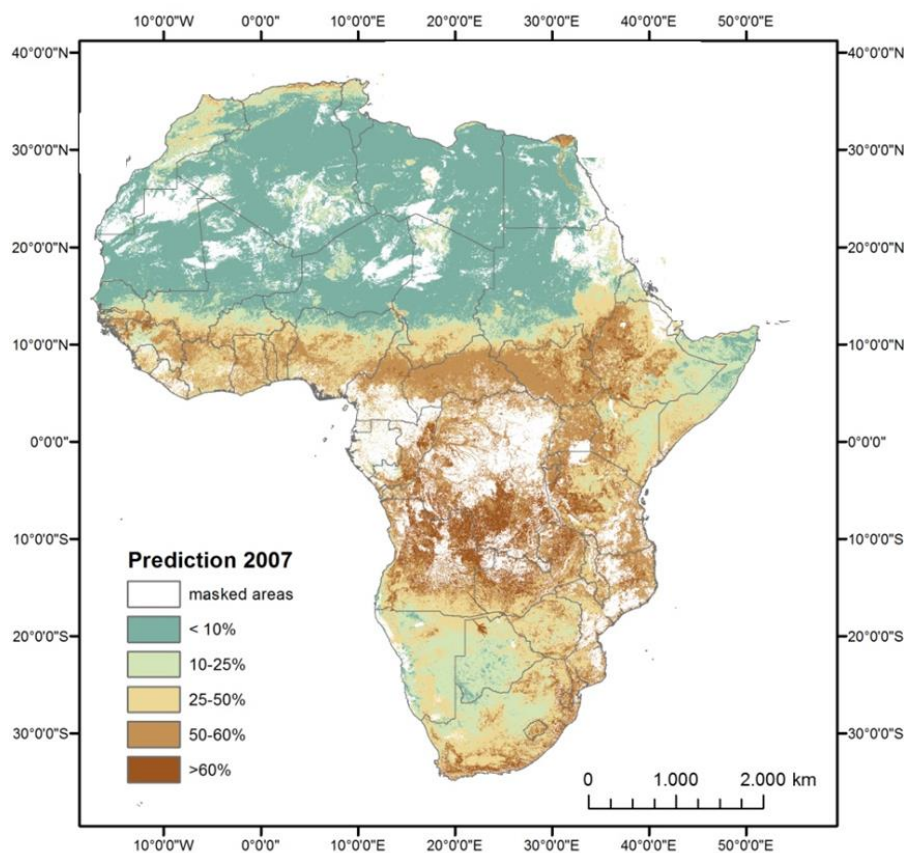 10°0'0"W 0°0'0"E 10°0'0"E 20°0'0"E 30°0'0"E 40°0'0"E 50°0'0"E
40°0'0"N 40°0'0"N
30°0'0"N 30°0'0"N
20°0'0"N 20°0'0"N
10°0'0"N 10°0'0"N
0°0'0" 0°0'0"
10°0'0"S 10°0'0"S
Prediction 2007
masked areas
< 10%
20°0'0"S 20°0'0"S
10-25%
25-50%
50-60%
30°0'0"S 30°0'0"S
>60%
0 1.000 2.000 km
10°0'0"W 0°0'0"E 10°0'0"E 20°0'0"E 30°0'0"E 40°0'0"E 50°0'0"E